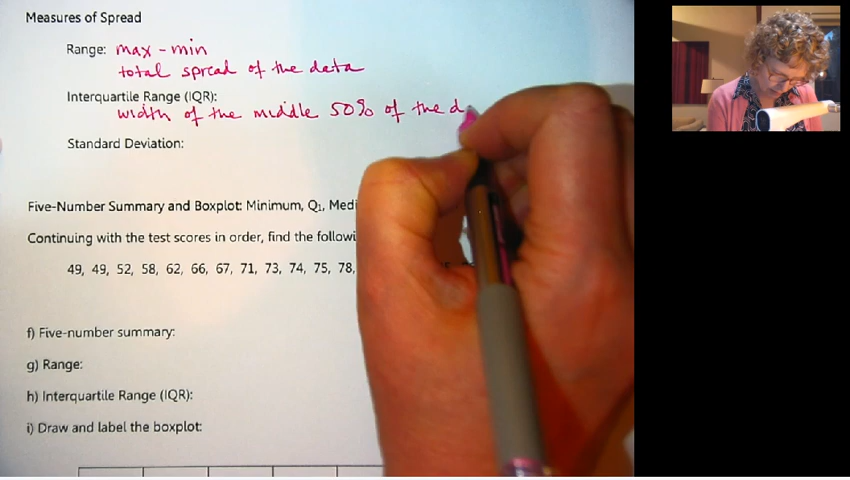 Measures of Spread
Range: max - min
total spread of the data
Interquartile Range (IQR):
width of the middle 50% of the d
Standard Deviation:
Five-Number Summary and Boxplot: Minimum, Q₁, Medi
Continuing with the test scores in order, find the followi
49, 49, 52, 58, 62, 66, 67, 71, 73, 74, 75, 78,
f) Five-number summary:
g) Range:
h) Interquartile Range (IQR):
i) Draw and label the boxplot: